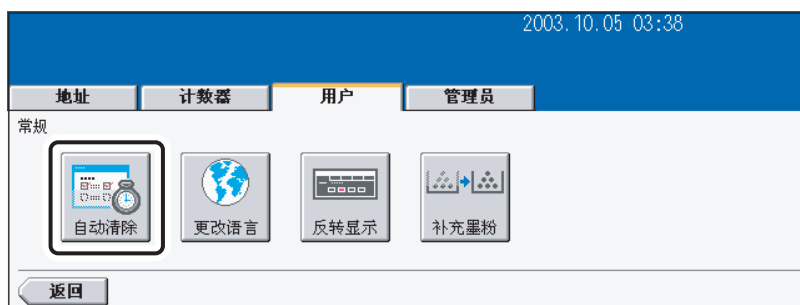 2003.10.05 03:38
地址 计数器 用户 管理员
常规
自动清除 更改语言 反转显示 补充墨粉
返回